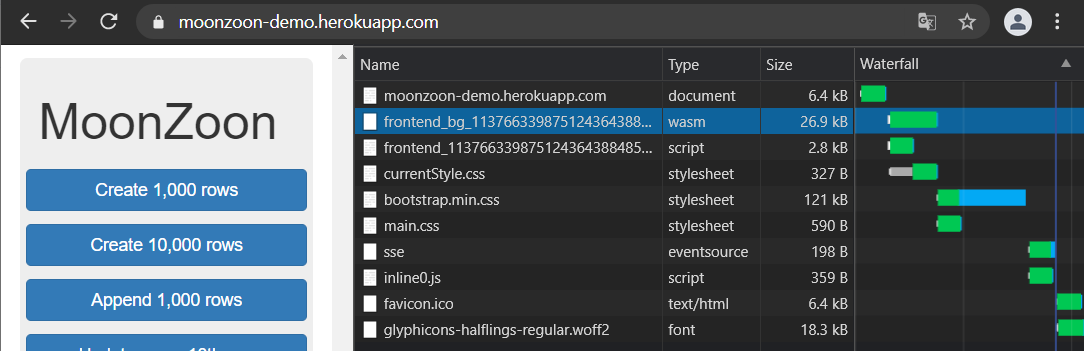 moonzoon-demo.herokuapp.com
MoonZoon
Create 1,000 rows
Create 10,000 rows
Append 1,000 rows
Name Type Size Waterfall
moonzoon-demo.herokuapp.com document 6.4 kB
frontend_bg_113766339875124364388... wasm 26.9 kB
frontend_113766339875124364388485... script 2.8 kB
currentStyle.css stylesheet 327 B
bootstrap.min.css stylesheet 121 kB
main.css stylesheet 590 B
sse eventsource 198 B
inline0.js script 359 B
favicon.ico text/html 6.4 kB
glyphicons-halflings-regular.woff2 font 18.3 kB